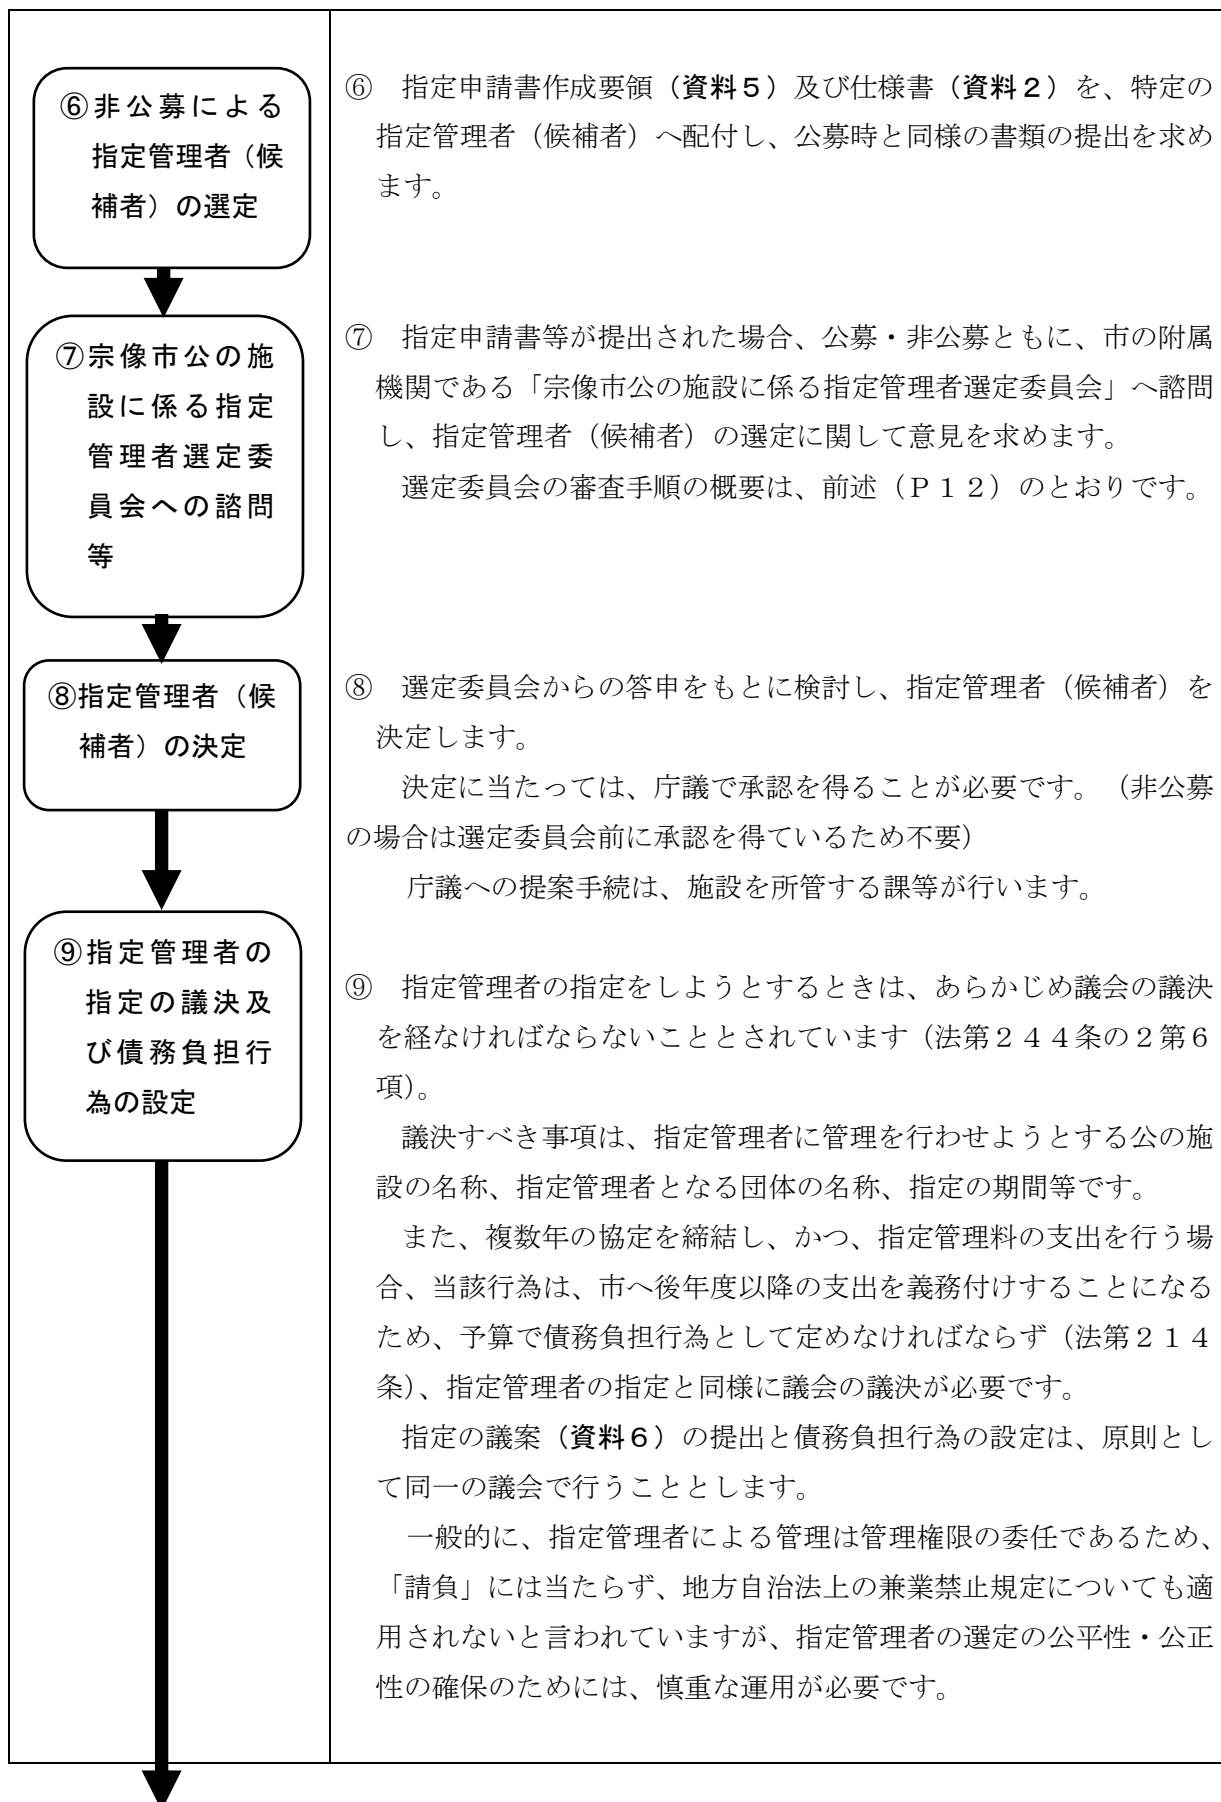 ⑥非公募による
指定管理者（候
補者）の選定
⑥　指定申請書作成要領（資料５）及び仕様書（資料２）を、特定の
指定管理者（候補者）へ配付し、公募時と同様の書類の提出を求め
ます。
⑦宗像市公の施
設に係る指定
管理者選定委
員会への諮問
等
⑦　指定申請書等が提出された場合、公募・非公募ともに、市の附属
機関である「宗像市公の施設に係る指定管理者選定委員会」へ諮問
し、指定管理者（候補者）の選定に関して意見を求めます。
選定委員会の審査手順の概要は、前述（Ｐ１２）のとおりです。
⑧指定管理者（候
補者）の決定
⑧　選定委員会からの答申をもとに検討し、指定管理者（候補者）を
決定します。
決定に当たっては、庁議で承認を得ることが必要です。（非公募
の場合は選定委員会前に承認を得ているため不要）
庁議への提案手続は、施設を所管する課等が行います。
⑨指定管理者の
指定の議決及
び債務負担行
為の設定
⑨　指定管理者の指定をしようとするときは、あらかじめ議会の議決
を経なければならないこととされています（法第２４４条の２第６
項）。
議決すべき事項は、指定管理者に管理を行わせようとする公の施
設の名称、指定管理者となる団体の名称、指定の期間等です。
また、複数年の協定を締結し、かつ、指定管理料の支出を行う場
合、当該行為は、市へ後年度以降の支出を義務付けすることになる
ため、予算で債務負担行為として定めなければならず（法第２１４
条）、指定管理者の指定と同様に議会の議決が必要です。
指定の議案（資料６）の提出と債務負担行為の設定は、原則とし
て同一の議会で行うこととします。
一般的に、指定管理者による管理は管理権限の委任であるため、
「請負」には当たらず、地方自治法上の兼業禁止規定についても適
用されないと言われていますが、指定管理者の選定の公平性・公正
性の確保のためには、慎重な運用が必要です。